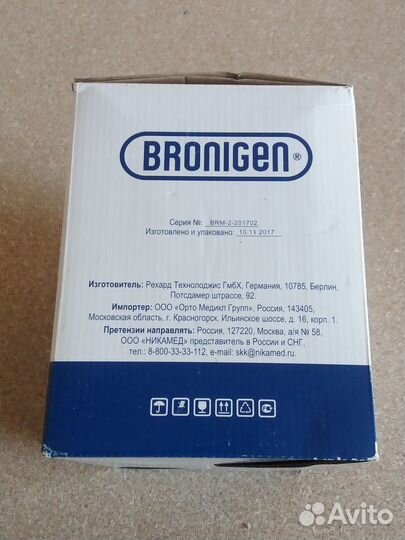 BRONIGEN®
Серия №: BRM-2-201702
Изготовлено и упаковано: 10.11.2017
Изготовитель: Рехард Технолоджис ГмбХ, Германия, 10785, Берлин,
Потсдамер штрассе, 92.
Импортер: ООО «Орто Медикл Групп», Россия, 143405,
Московская область, г. Красногорск, Ильинское шоссе, д. 16, корп. 1.
Претензии направлять: Россия, 127220, Москва, а/я № 58,
ООО «НИКАМЕД» представитель в России и СНГ,
тел.: 8-800-33-33-112, e-mail: skk@nikamed.ru.
Avito